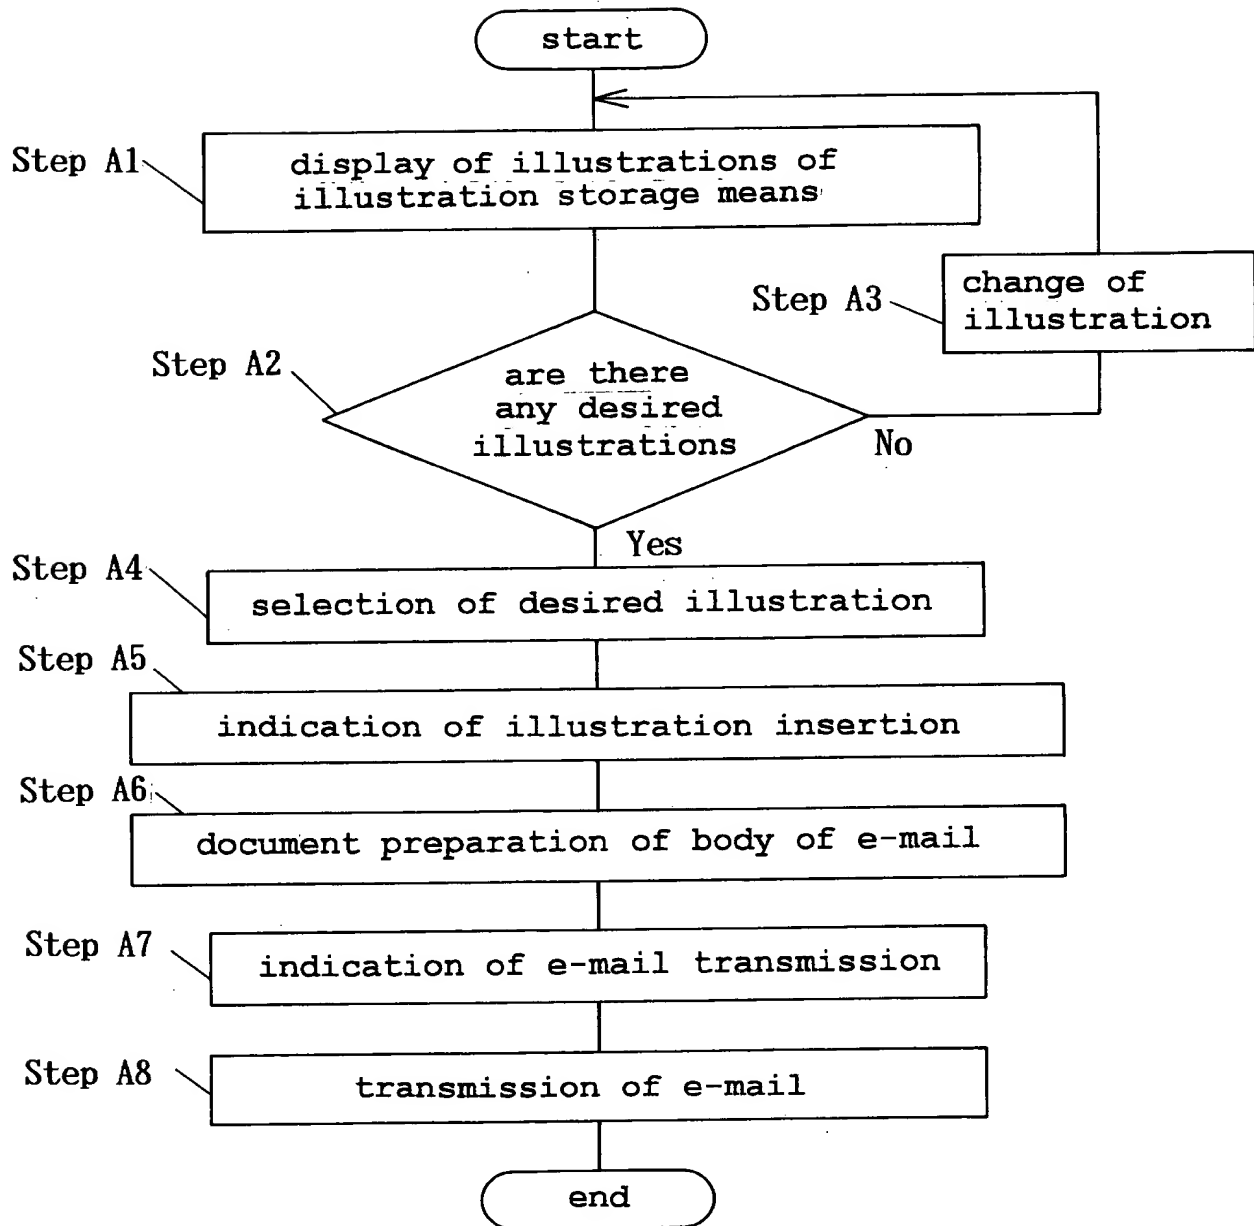 start
Step A1
display of illustrations of
illustration storage means
Step A3
change of
illustration
Step A2
are there
any desired
illustrations
No
Yes
Step A4
selection of desired illustration
Step A5
indication of illustration insertion
Step A6
document preparation of body of e-mail
Step A7
indication of e-mail transmission
Step A8
transmission of e-mail
end